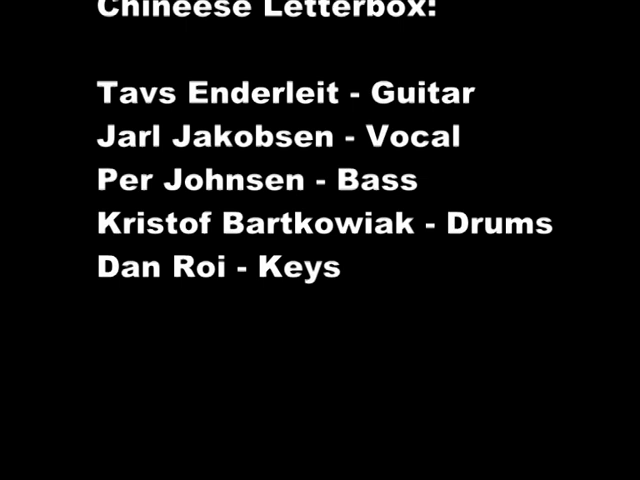 Chineese Letterbox:
Tavs Enderleit - Guitar
Jarl Jakobsen - Vocal
Per Johnsen - Bass
Kristof Bartkowiak - Drums
Dan Roi - Keys